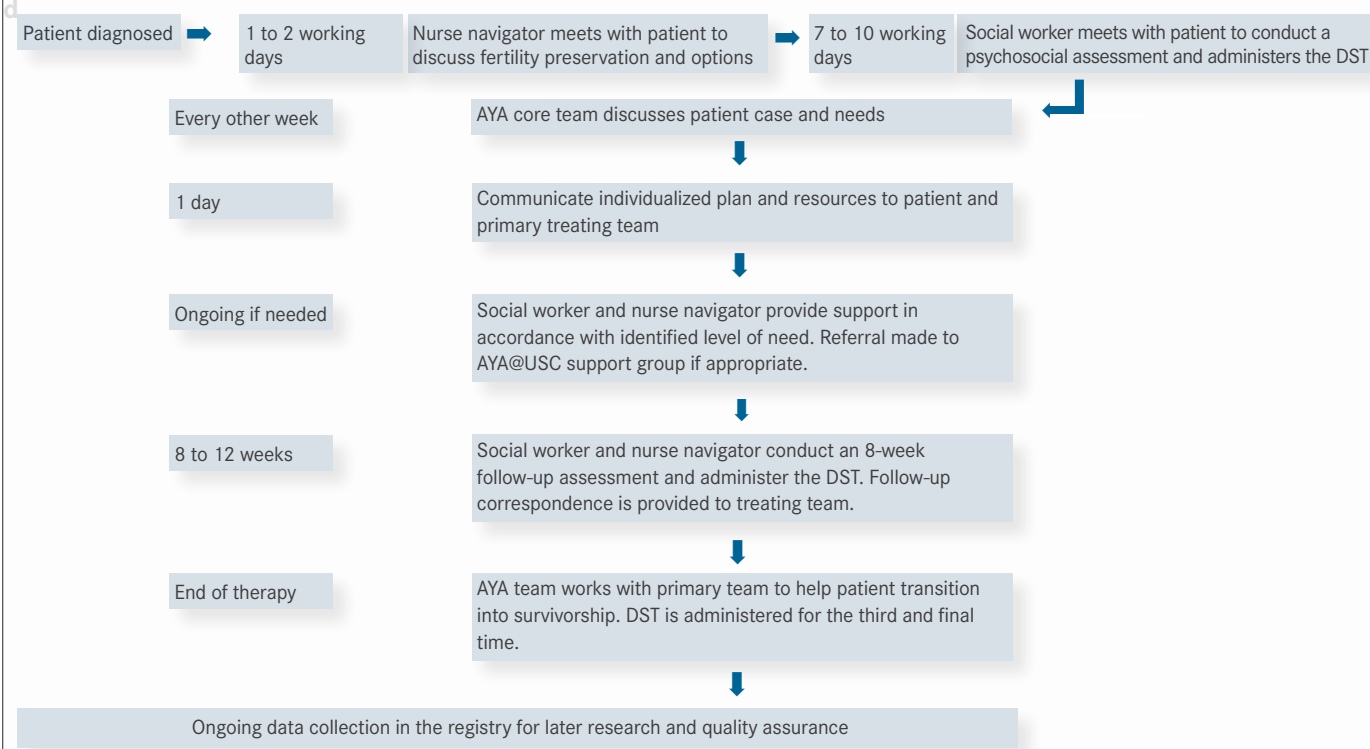 d
Patient diagnosed
1 to 2 working
days
Nurse navigator meets with patient to
discuss fertility preservation and options
7 to 10 working
days
Social worker meets with patient to conduct a
psychosocial assessment and administers the DST
Every other week
AYA core team discusses patient case and needs
1 day
Communicate individualized plan and resources to patient and
primary treating team
Ongoing if needed
Social worker and nurse navigator provide support in
accordance with identified level of need. Referral made to
AYA@USC support group if appropriate.
8 to 12 weeks
Social worker and nurse navigator conduct an 8-week
follow-up assessment and administer the DST. Follow-up
correspondence is provided to treating team.
End of therapy
AYA team works with primary team to help patient transition
into survivorship. DST is administered for the third and final
time.
Ongoing data collection in the registry for later research and quality assurance